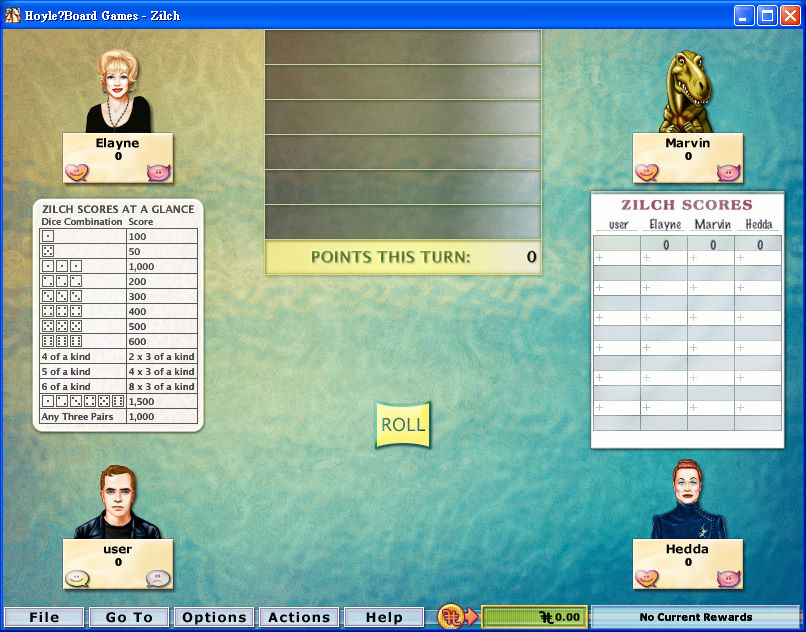 Hoyle?Board Games - Zilch
Elayne
0
Marvin
0
POINTS THIS TURN: 0
ZILCH SCORES AT A GLANCE
Dice Combination Score
100
50
1,000
200
300
400
500
600
4 of a kind 2 x 3 of a kind
5 of a kind 4 x 3 of a kind
6 of a kind 8 x 3 of a kind
1,500
Any Three Pairs 1,000
ZILCH SCORES
user Elayne Marvin Hedda
0 0 0
+ + + +
+ + + +
+ + + +
+ + + +
+ + + +
+ + + +
ROLL
user
0
Hedda
0
File Go To Options Actions Help 0.00 No Current Rewards